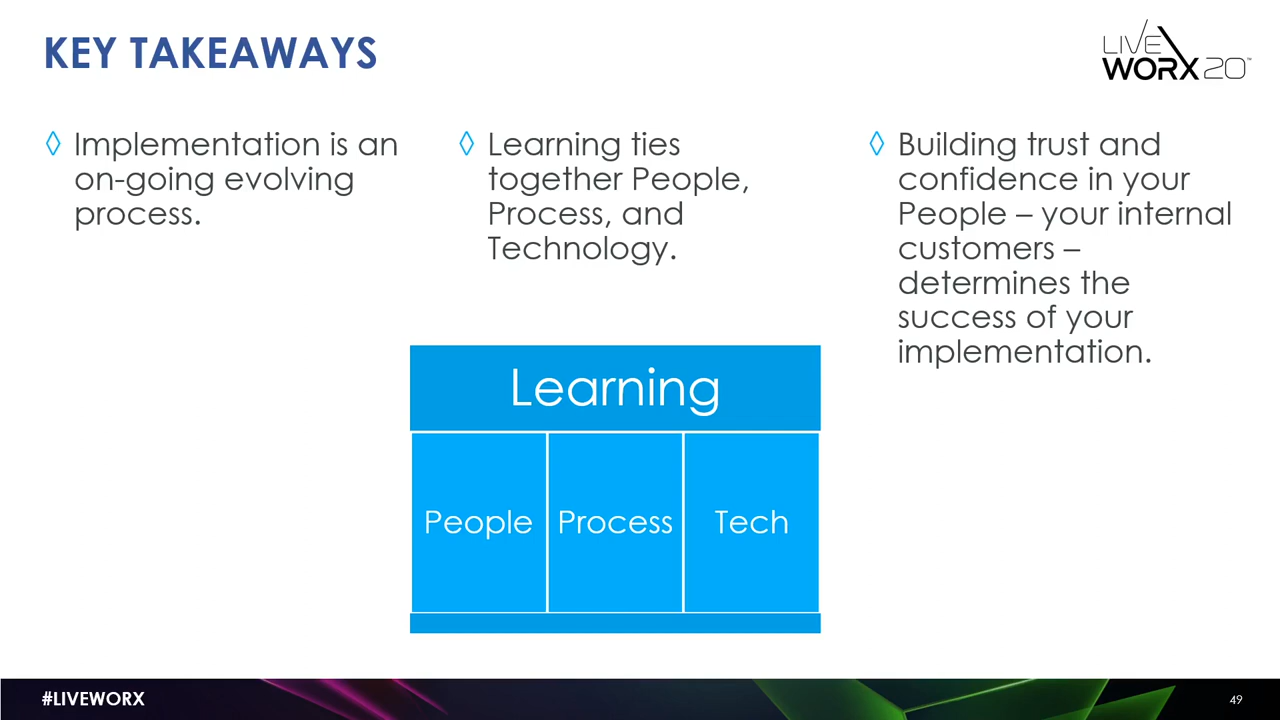 KEY TAKEAWAYS
LIVE
WORX 20™
◊ Implementation is an
on-going evolving
process.
◊ Learning ties
together People,
Process, and
Technology.
◊ Building trust and
confidence in your
People – your internal
customers –
determines the
success of your
implementation.
Learning
People Process Tech
#LIVEWORX
49